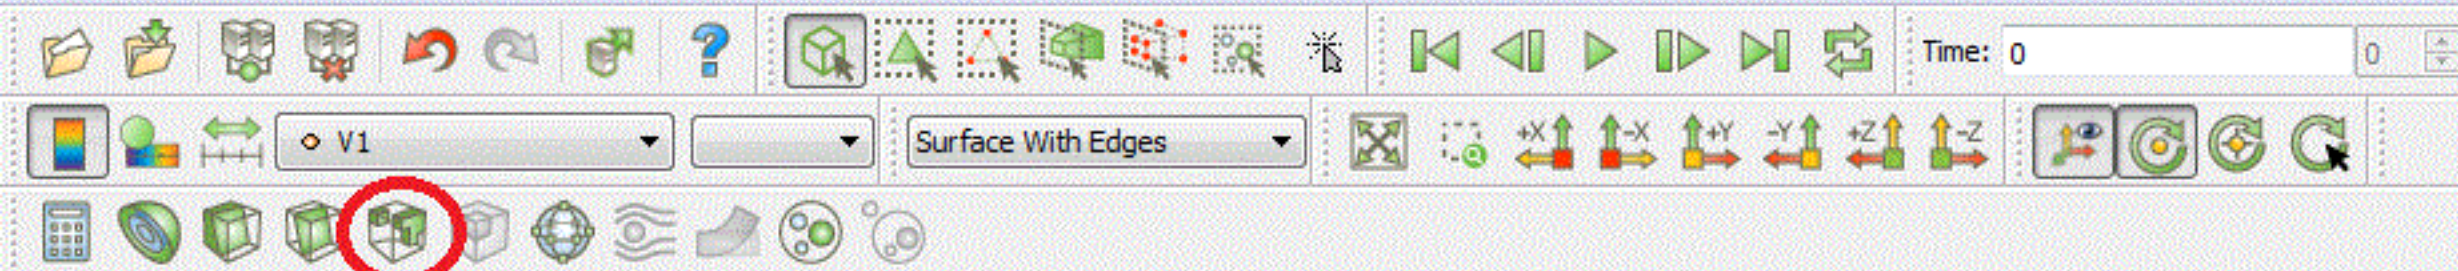 Time: 0 0
V1 Surface With Edges +X -X +Y -Y +Z -Z